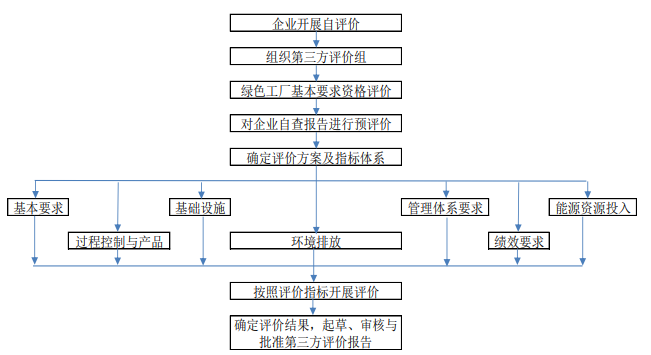 企业开展自评价
组织第三方评价组
绿色工厂基本要求资格评价
对企业自查报告进行预评价
确定评价方案及指标体系
基本要求
基础设施
管理体系要求
能源资源投入
过程控制与产品
环境排放
绩效要求
按照评价指标开展评价
确定评价结果，起草、审核与
批准第三方评价报告